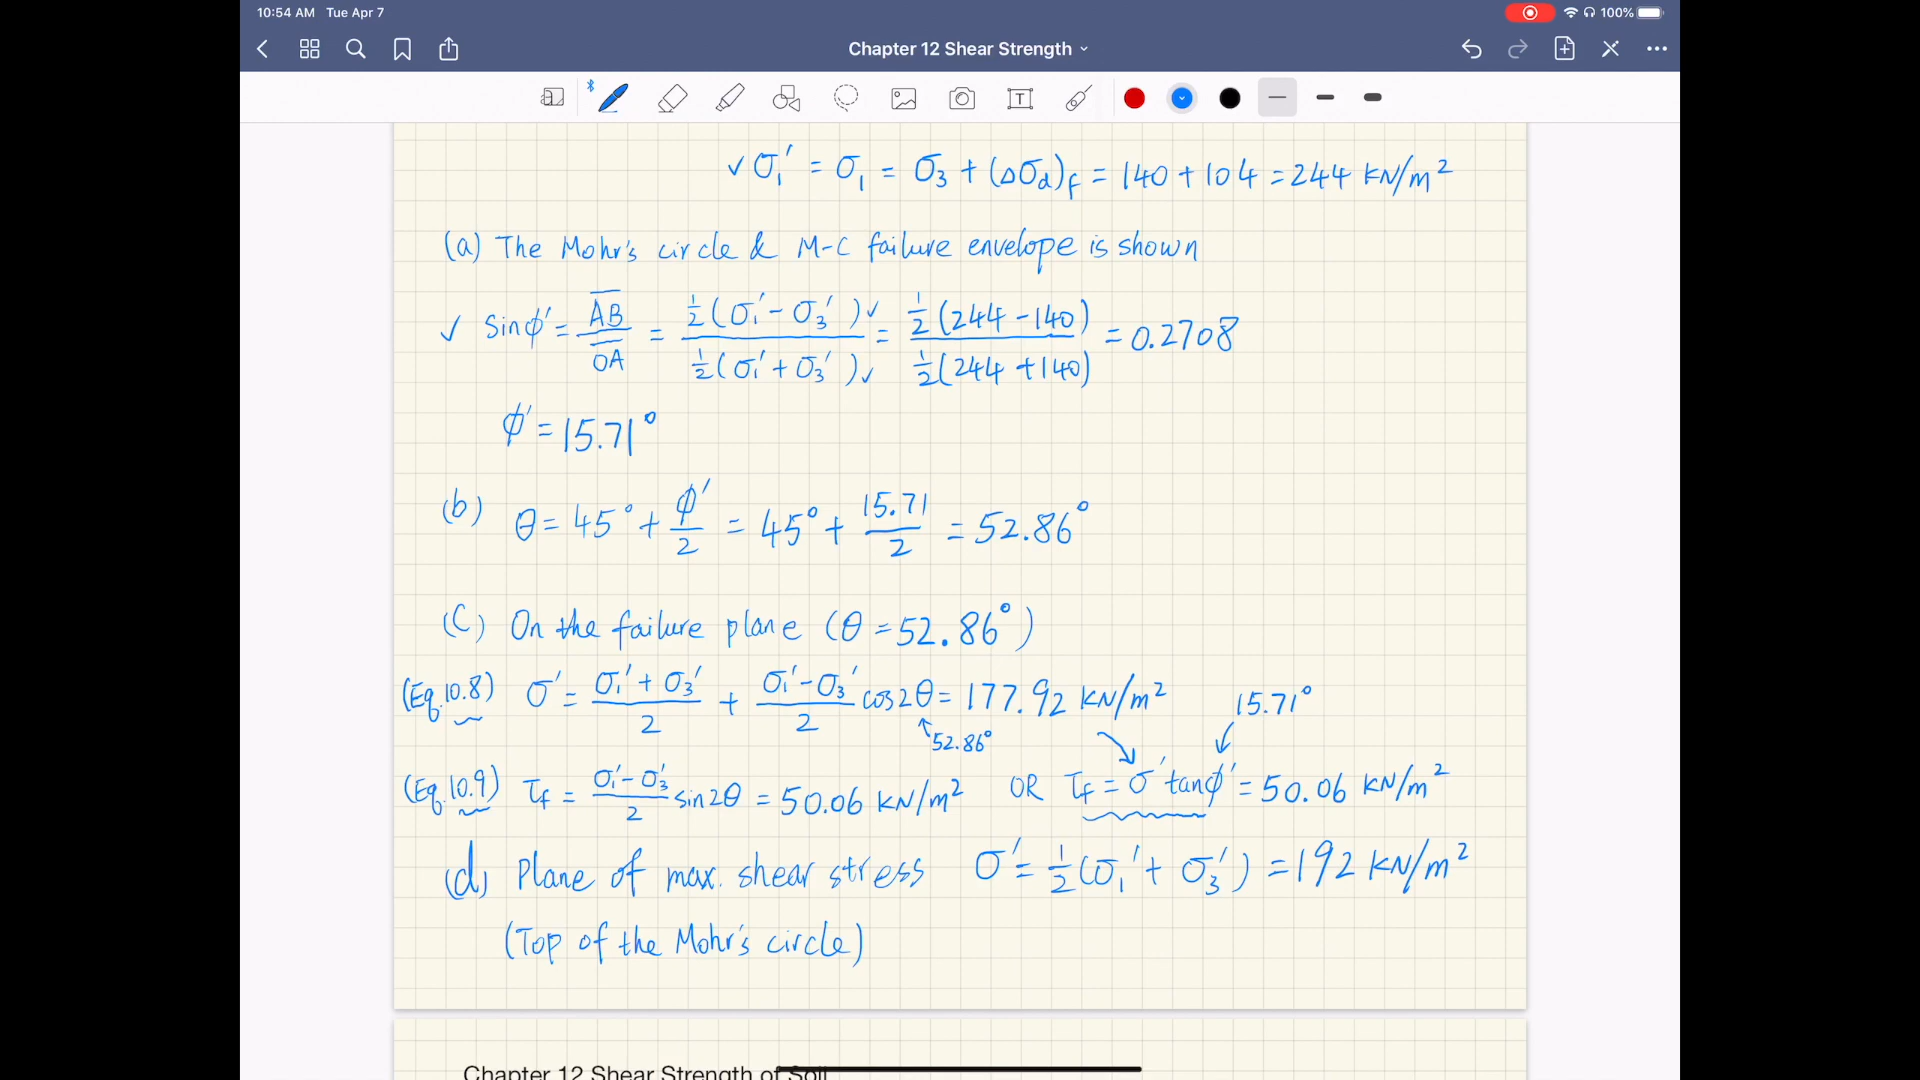 10:54 AM Tue Apr 7
100%
Chapter 12 Shear Strength
✓ σ₁' = σ₁ = σ₃ + (Δσd)f = 140 + 104 = 244 KN/m²
(a) The Mohr's circle & M-C failure envelope is shown
✓ sinϕ' = AB/OA = ½(σ₁' - σ₃')✓ / ½(σ₁' + σ₃')✓ = ½(244 - 140) / ½(244 + 140) = 0.2708
ϕ' = 15.71°
(b) θ = 45° + ϕ'/2 = 45° + 15.71/2 = 52.86°
(C) On the failure plane (θ = 52.86°)
(Eq. 10.8) σ' = (σ₁' + σ₃')/2 + (σ₁' - σ₃')/2 cos2θ = 177.92 KN/m² 15.71°
52.86°
(Eq. 10.9) τf = (σ₁' - σ₃')/2 sin2θ = 50.06 KN/m² OR τf = σ'tanϕ' = 50.06 KN/m²
(d) Plane of max. shear stress σ' = ½(σ₁' + σ₃') = 192 KN/m²
(Top of the Mohr's circle)
Chapter 12 Shear Strength of Soil